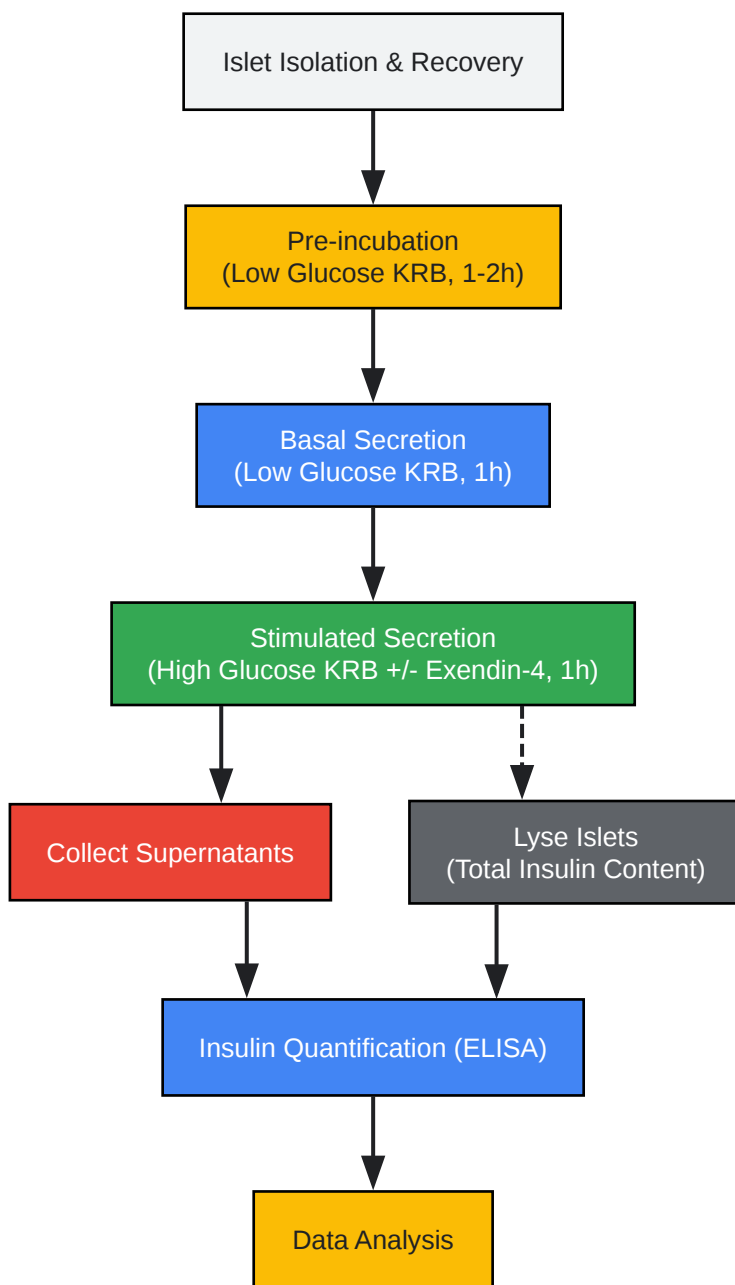 Islet Isolation & Recovery
Pre-incubation
(Low Glucose KRB, 1-2h)
Basal Secretion
(Low Glucose KRB, 1h)
Stimulated Secretion
(High Glucose KRB +/- Exendin-4, 1h)
Collect Supernatants
Lyse Islets
(Total Insulin Content)
Insulin Quantification (ELISA)
Data Analysis